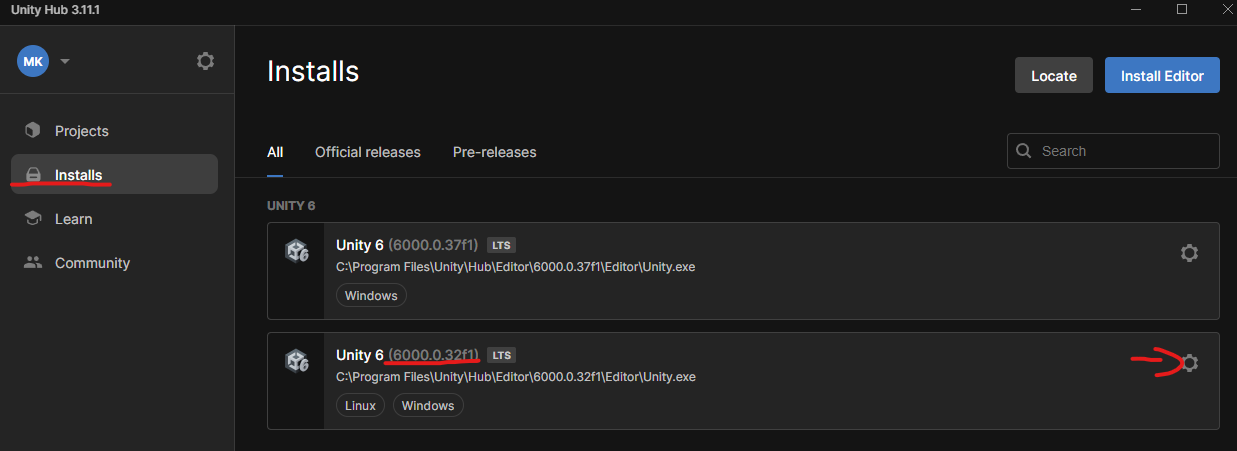 Unity Hub 3.11.1
MK
Installs
Locate
Install Editor
Projects
Installs
Learn
Community
All
Official releases
Pre-releases
Search
UNITY 6
Unity 6 (6000.0.37f1) LTS
C:\Program Files\Unity\Hub\Editor\6000.0.37f1\Editor\Unity.exe
Windows
Unity 6 (6000.0.32f1) LTS
C:\Program Files\Unity\Hub\Editor\6000.0.32f1\Editor\Unity.exe
Linux
Windows